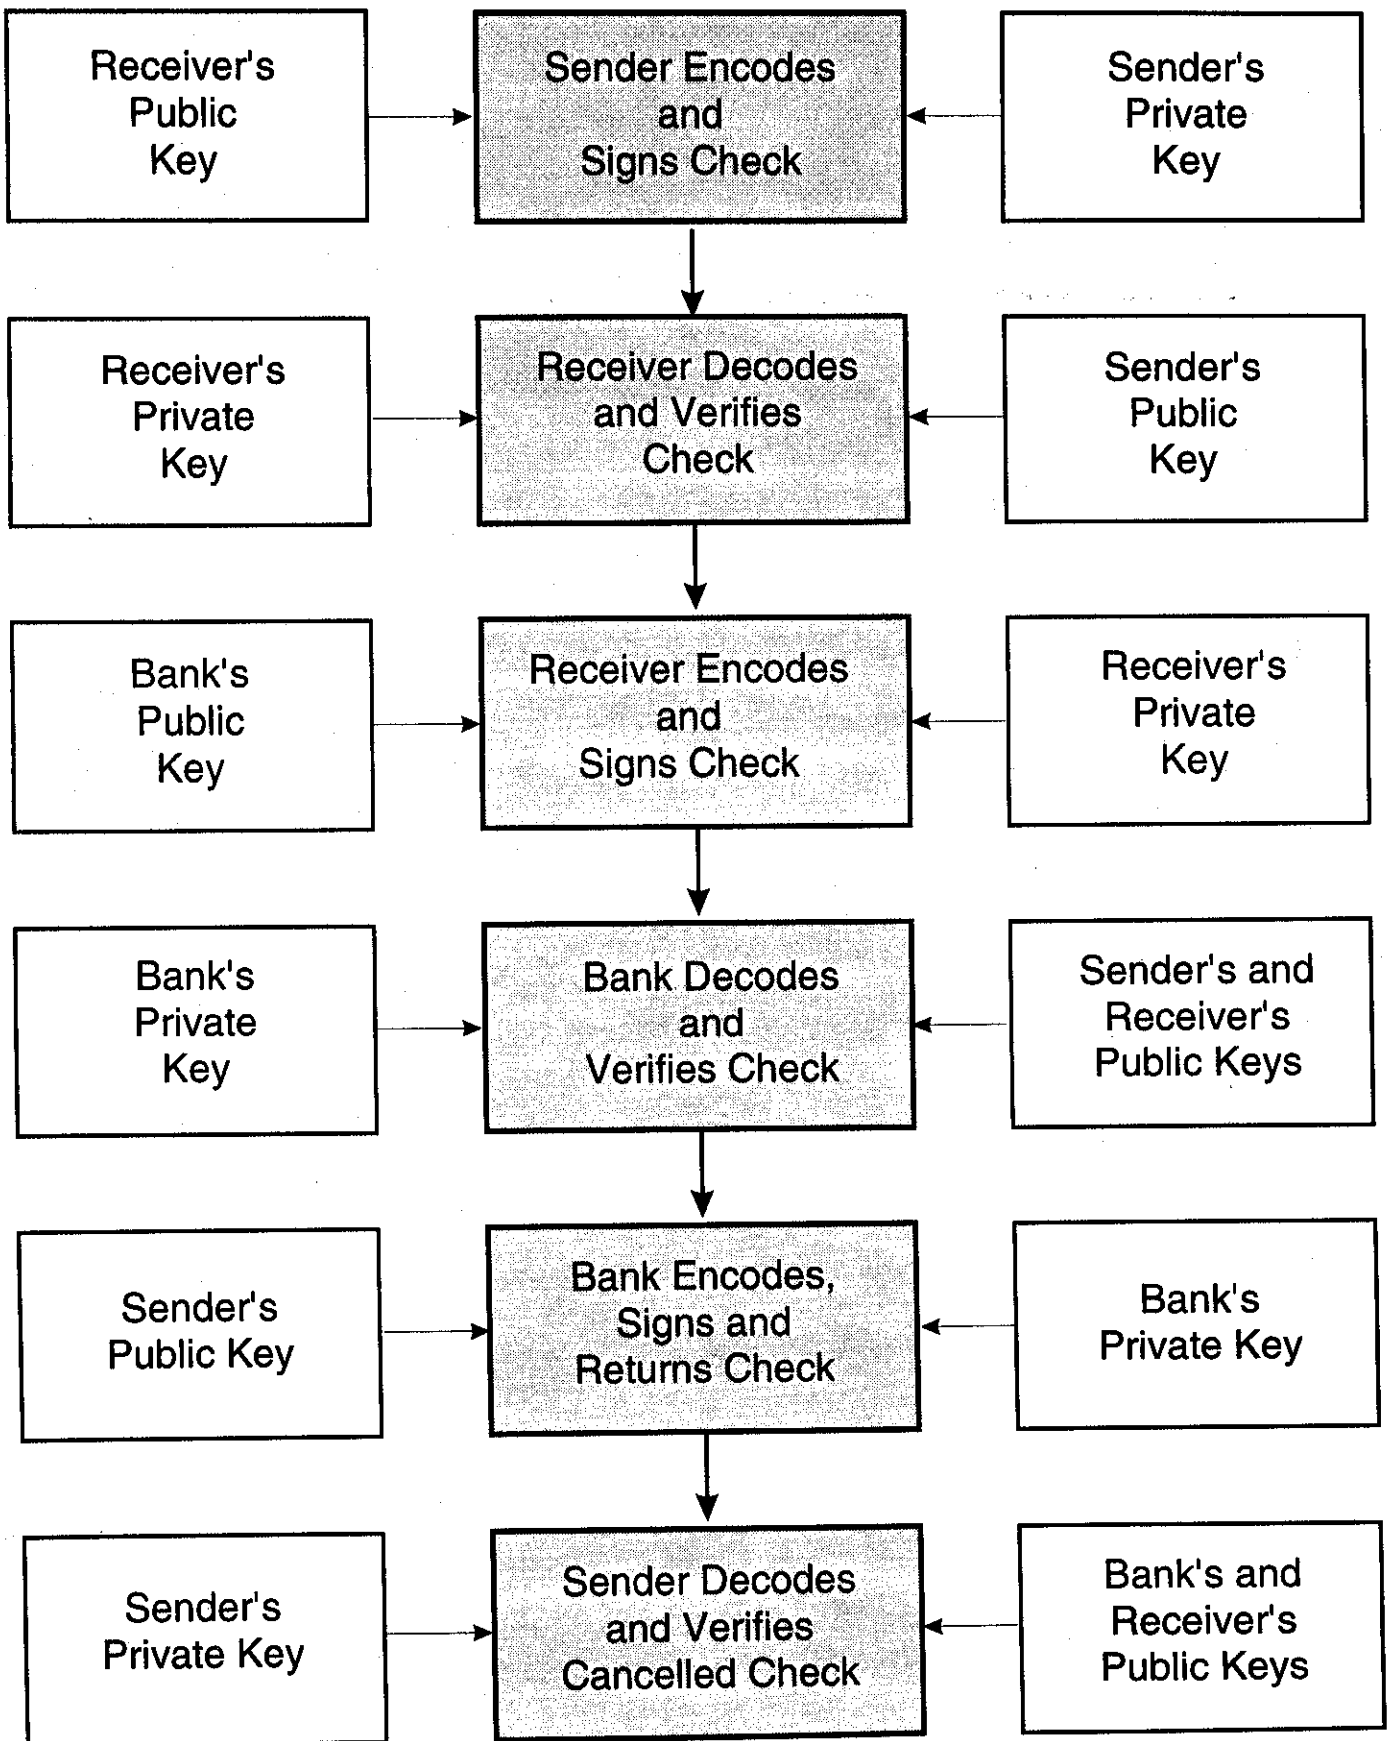 Receiver's
Public
Key
Sender Encodes
and
Signs Check
Sender's
Private
Key
Receiver's
Private
Key
Receiver Decodes
and Verifies
Check
Sender's
Public
Key
Bank's
Public
Key
Receiver Encodes
and
Signs Check
Receiver's
Private
Key
Bank's
Private
Key
Bank Decodes
and
Verifies Check
Sender's and
Receiver's
Public Keys
Sender's
Public Key
Bank Encodes,
Signs and
Returns Check
Bank's
Private Key
Sender's
Private Key
Sender Decodes
and Verifies
Cancelled Check
Bank's and
Receiver's
Public Keys